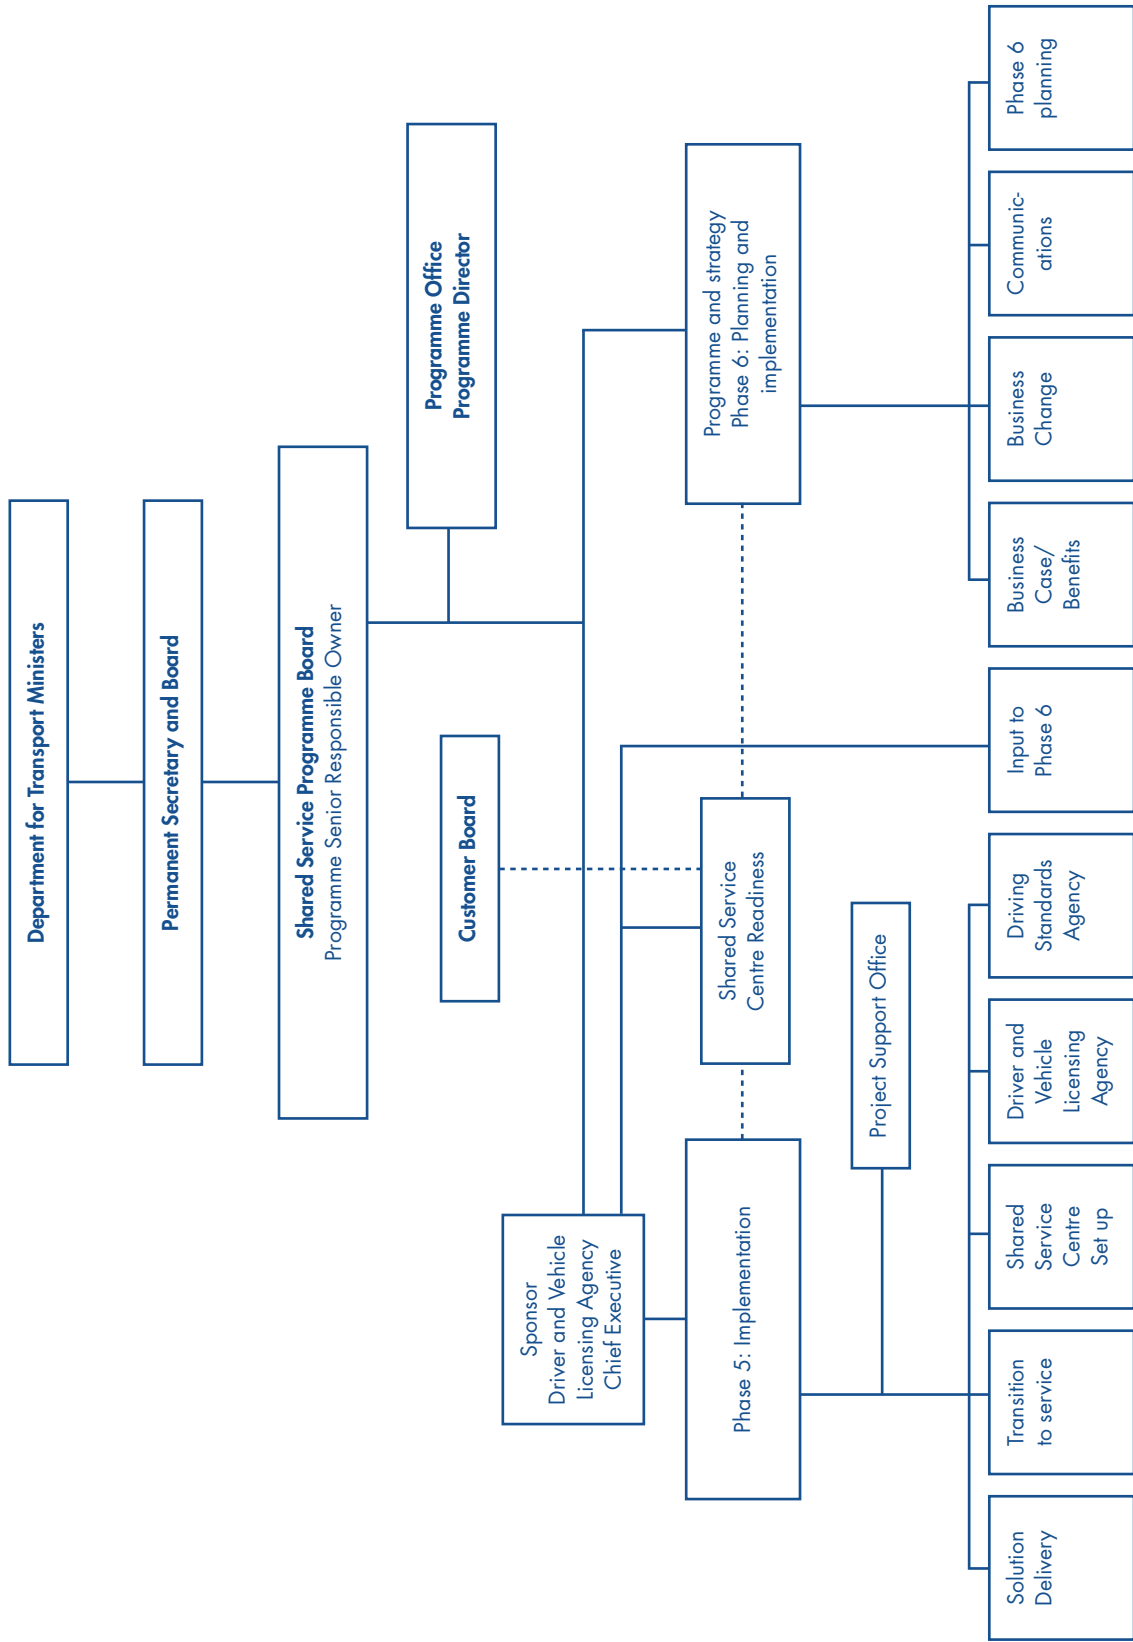 Department for Transport Ministers
Permanent Secretary and Board
Shared Service Programme Board
Programme Senior Responsible Owner
Programme Office
Programme Director
Customer Board
Sponsor
Driver and Vehicle
Licensing Agency
Chief Executive
Phase 5: Implementation
Shared Service
Centre Readiness
Programme and strategy
Phase 6: Planning and
implementation
Project Support Office
Solution
Delivery
Transition
to service
Shared
Service
Centre
Set up
Driver and
Vehicle
Licensing
Agency
Driving
Standards
Agency
Input to
Phase 6
Business
Case/
Benefits
Business
Change
Communic-
ations
Phase 6
planning